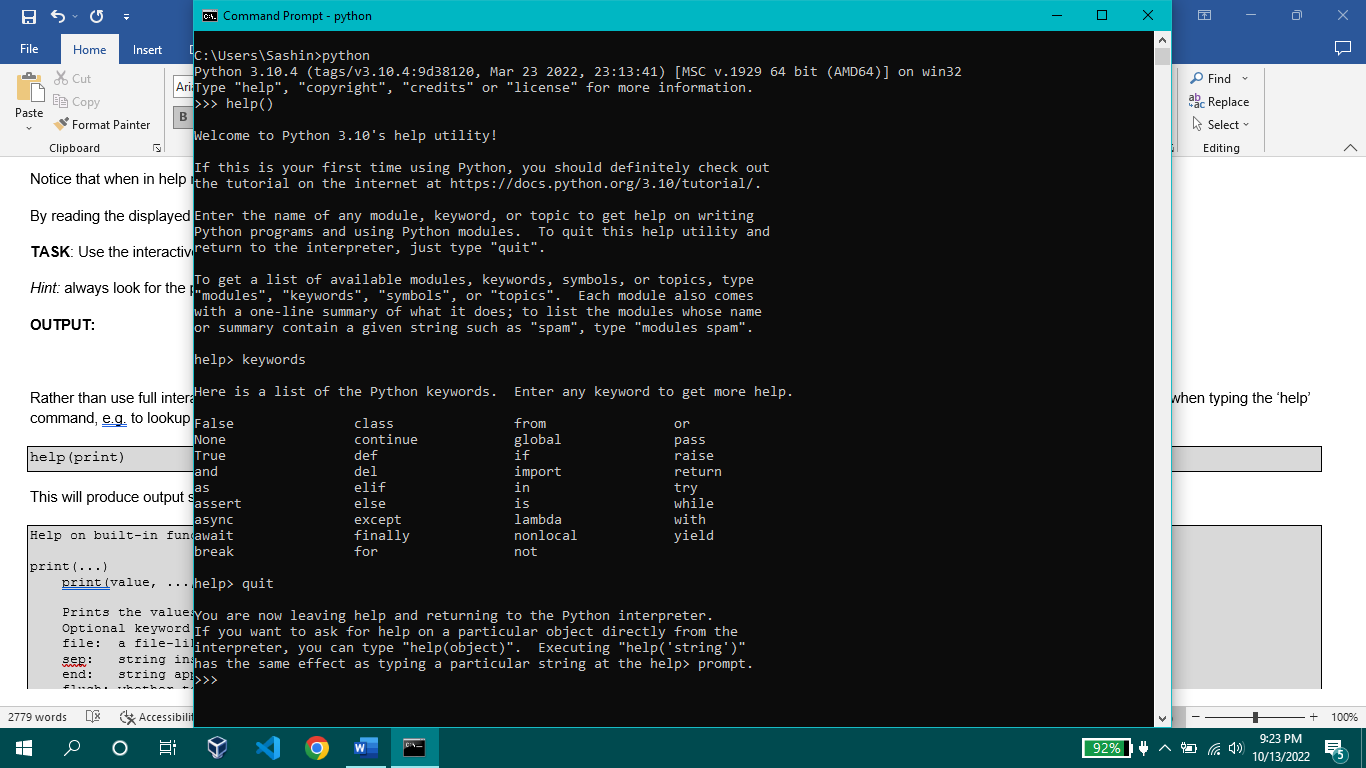 Command Prompt - python
File Home Insert
Cut
Copy
Format Painter
Paste
Clipboard
B
Find
Replace
Select
Editing
C:\Users\Sashin>python
Python 3.10.4 (tags/v3.10.4:9d38120, Mar 23 2022, 23:13:41) [MSC v.1929 64 bit (AMD64)] on win32
Type "help", "copyright", "credits" or "license" for more information.
>>> help()
Welcome to Python 3.10's help utility!
If this is your first time using Python, you should definitely check out
the tutorial on the internet at https://docs.python.org/3.10/tutorial/.
Enter the name of any module, keyword, or topic to get help on writing
Python programs and using Python modules.  To quit this help utility and
return to the interpreter, just type "quit".
To get a list of available modules, keywords, symbols, or topics, type
"modules", "keywords", "symbols", or "topics".  Each module also comes
with a one-line summary of what it does; to list the modules whose name
or summary contain a given string such as "spam", type "modules spam".
help> keywords
Here is a list of the Python keywords.  Enter any keyword to get more help.
False class from or
None continue global pass
True def if raise
and del import return
as elif in try
assert else is while
async except lambda with
await finally nonlocal yield
break for not
help> quit
You are now leaving help and returning to the Python interpreter.
If you want to ask for help on a particular object directly from the
interpreter, you can type "help(object)".  Executing "help('string')"
has the same effect as typing a particular string at the help> prompt.
>>>
Notice that when in help
By reading the displayed
TASK: Use the interactive
Hint: always look for the
OUTPUT:
Rather than use full when typing the ‘help’
command, e.g. to lookup
help(print)
This will produce output
Help on built-in
print(...)
print(value, ...
Prints the values
Optional keyword
file: a
sep: string
end: string
2779 words
100%
92%
9:23 PM
10/13/2022
5